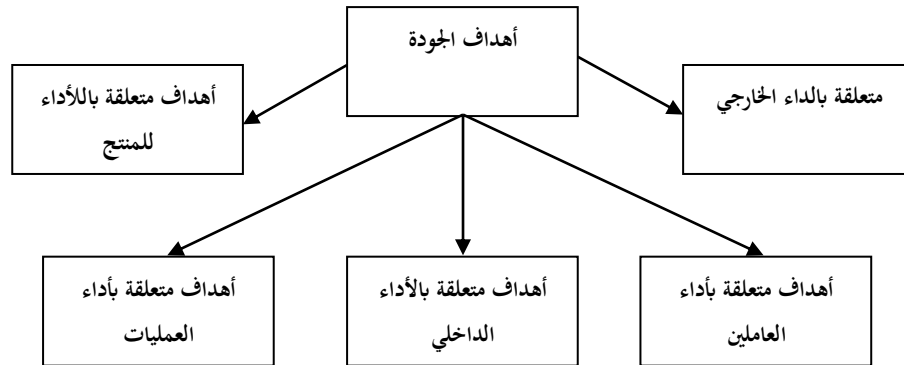 أهداف الجودة
متعلقة بالداء الخارجي
أهداف متعلقة باللأداء
للمنتج
أهداف متعلقة بأداء
العاملين
أهداف متعلقة بالأداء
الداخلي
أهداف متعلقة بأداء
العمليات